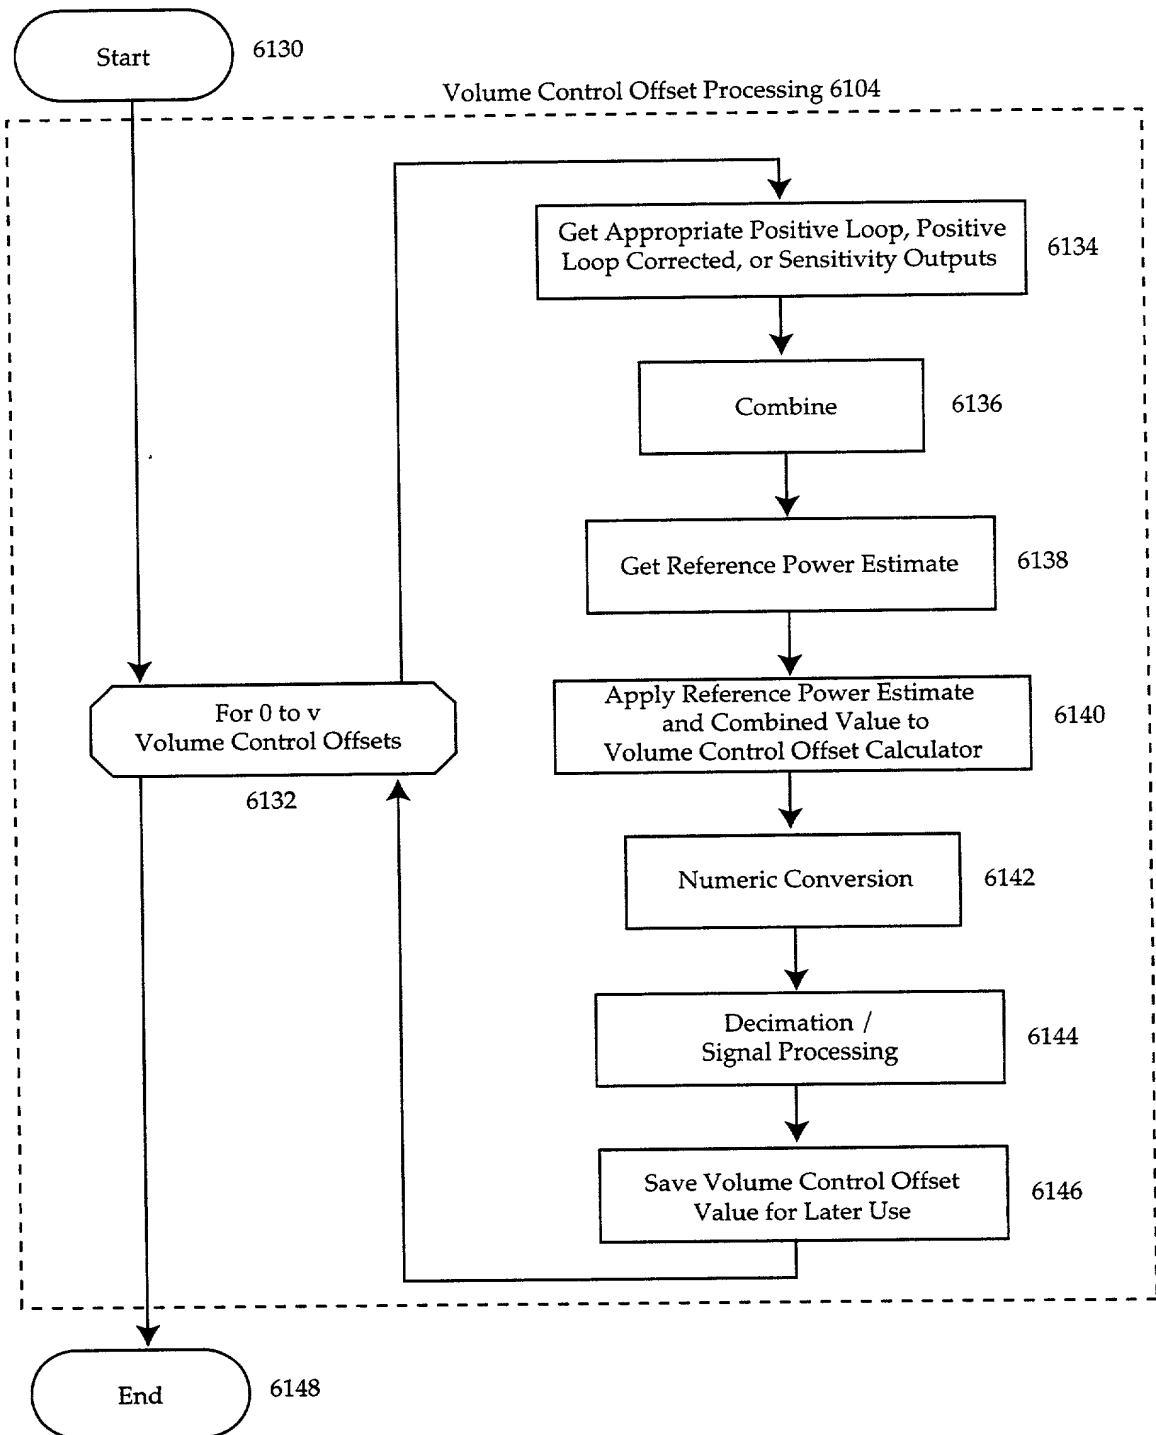 Start
6130
Volume Control Offset Processing 6104
Get Appropriate Positive Loop, Positive
Loop Corrected, or Sensitivity Outputs
6134
Combine
6136
Get Reference Power Estimate
6138
For 0 to v
Volume Control Offsets
6132
Apply Reference Power Estimate
and Combined Value to
Volume Control Offset Calculator
6140
Numeric Conversion
6142
Decimation /
Signal Processing
6144
Save Volume Control Offset
Value for Later Use
6146
End
6148